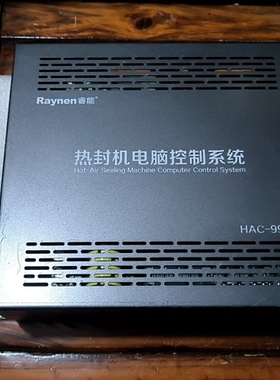 Raynen睿能+
热封机电脑控制系统
Hot-Air Sealing Machine Computer Control System
HAC-99